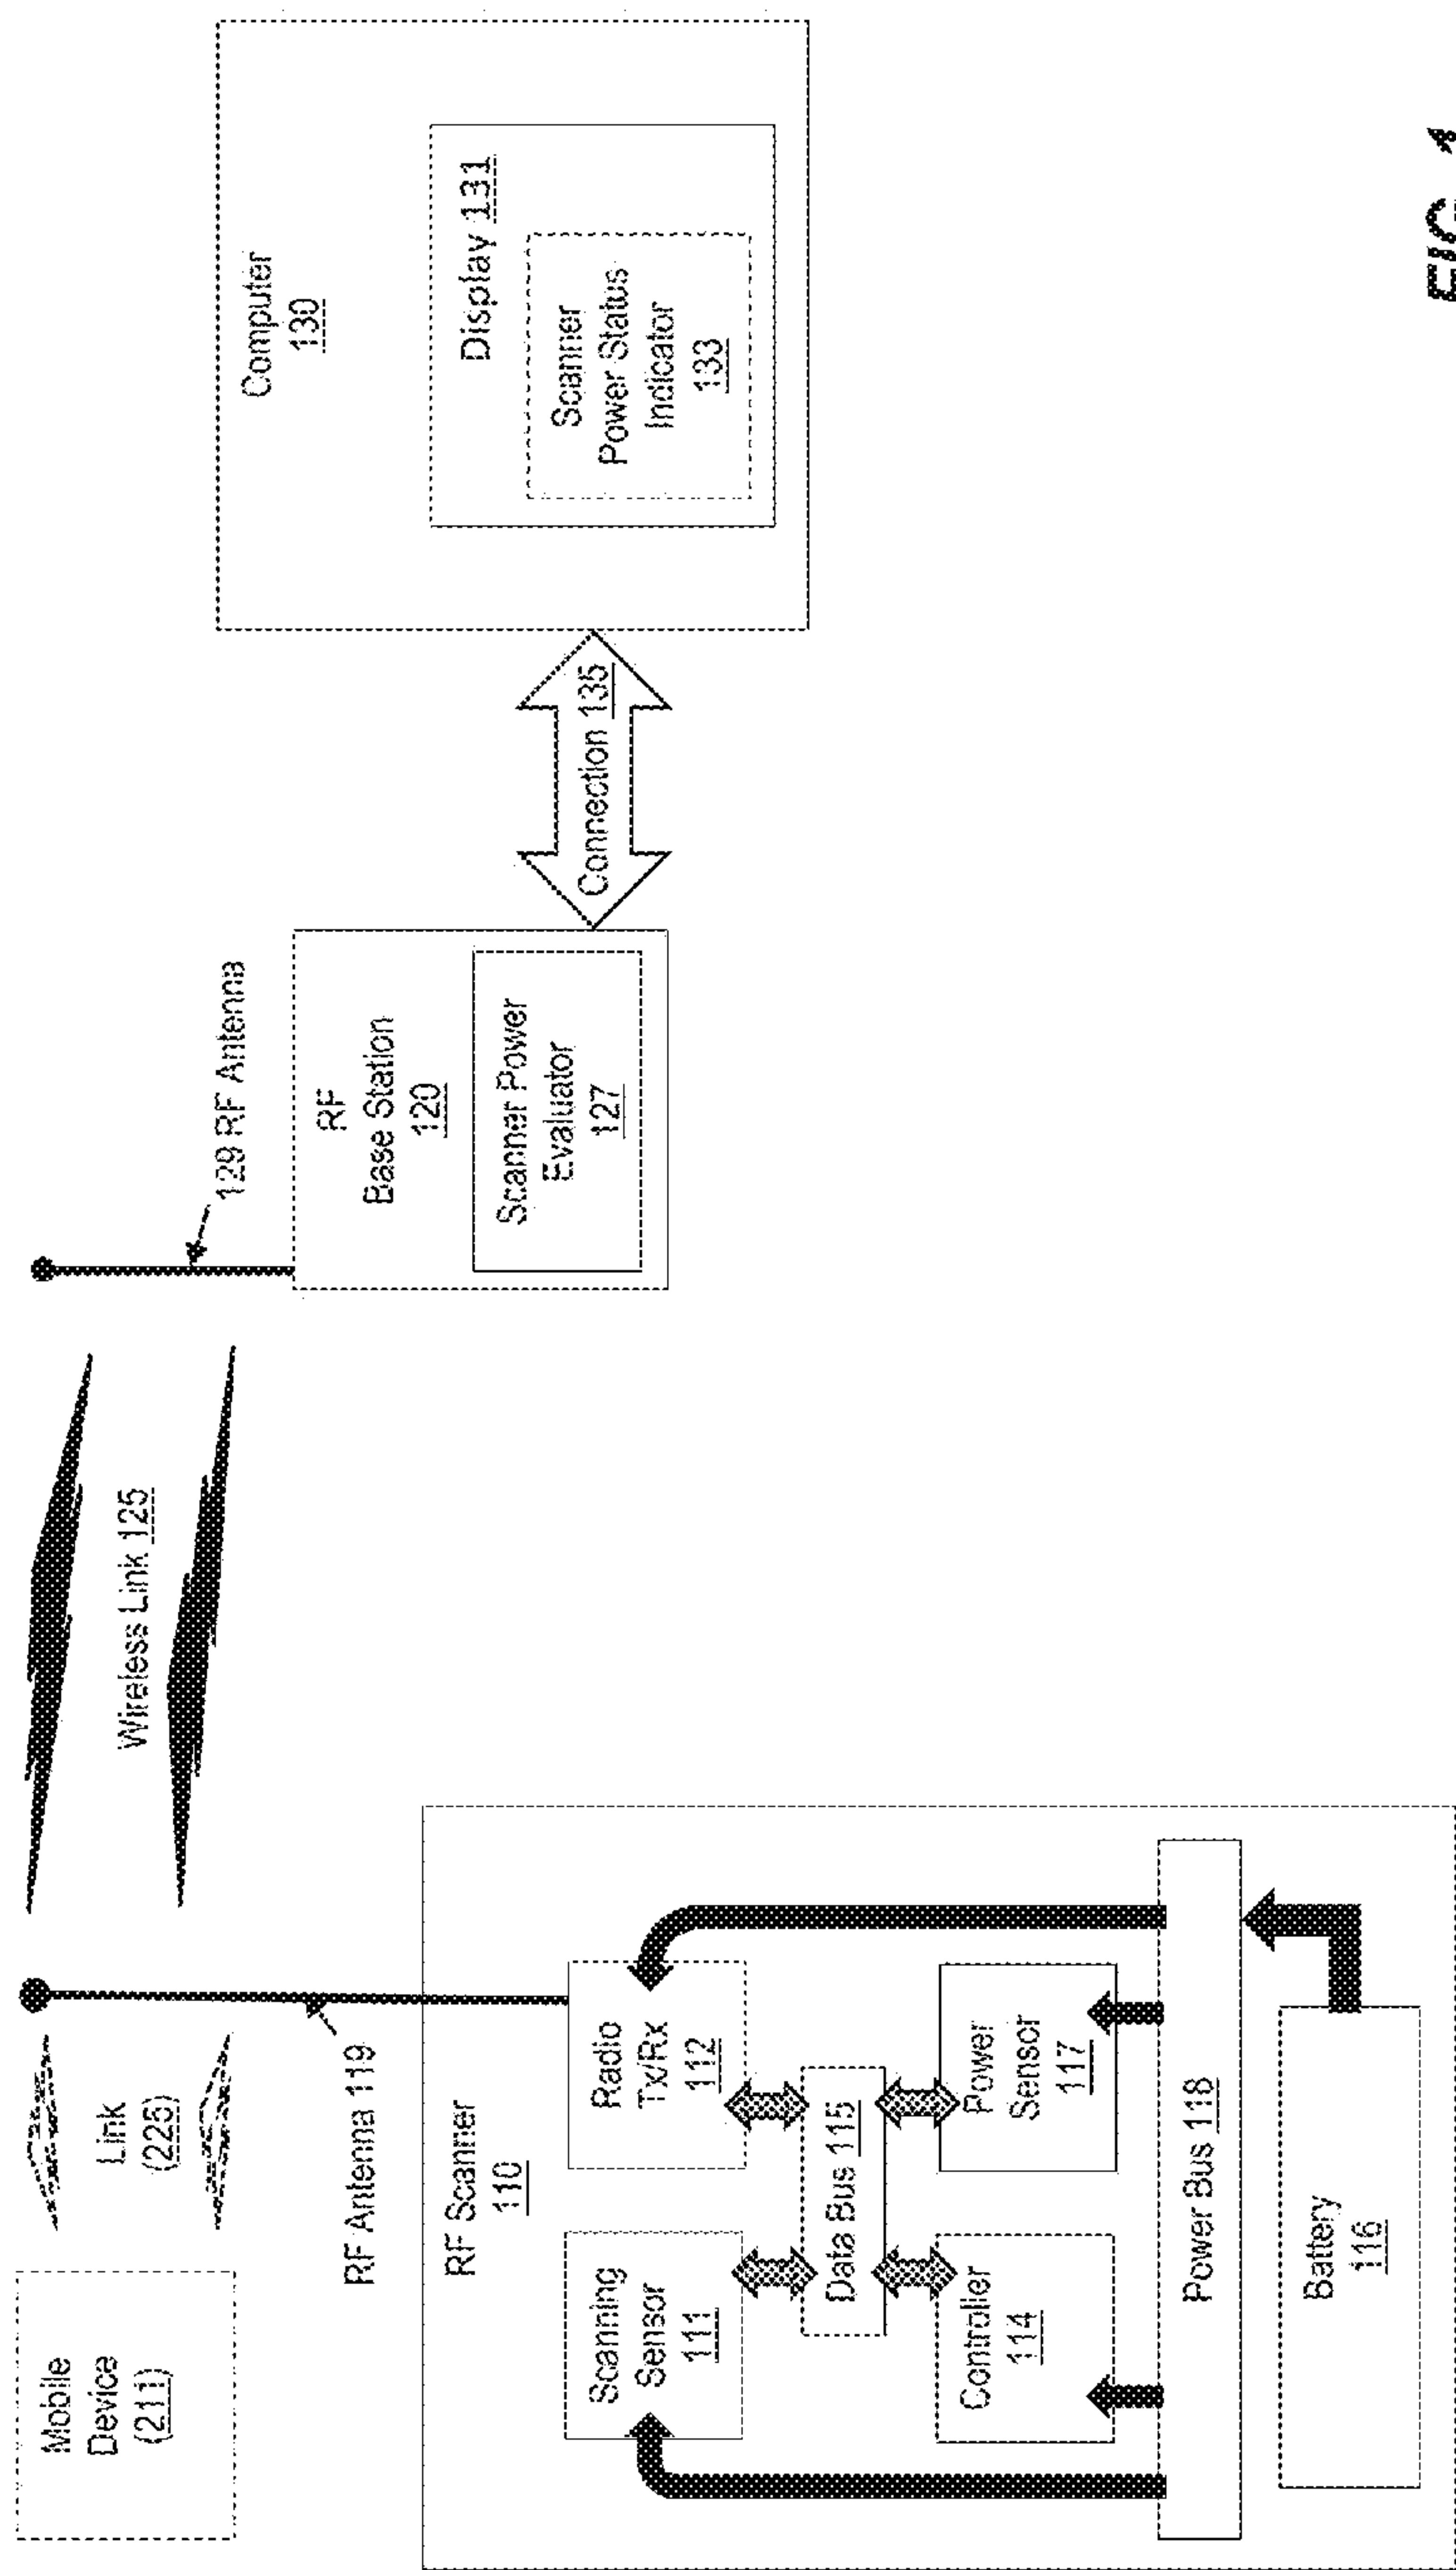 Mobile
Device
(211)
Link
Wireless Link 125
129 RF Antenna
RF Antenna 119
RF Scanner
110
Scanning
Sensor
111
Radio
Tx/Rx
112
Data Bus 115
Controller
114
Power
Sensor
117
Power Bus 118
Battery
116
RF
Base Station
120
Scanner Power
Evaluator
127
Connection 135
Computer
130
Display 131
Scanner
Power Status
Indicator
133
FIG. 1